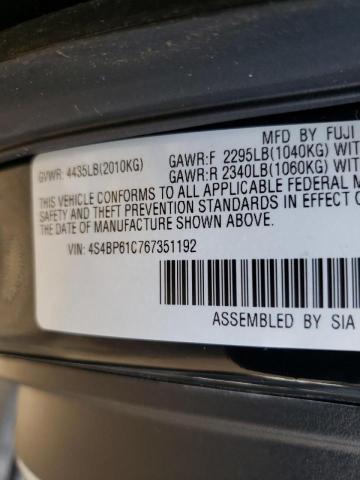 MFD BY FUJI
GVWR: 4435LB(2010KG) GAWR:F 2295LB(1040KG) WIT
GAWR:R 2340LB(1060KG) WIT
THIS VEHICLE CONFORMS TO ALL APPLICABLE FEDERAL M
SAFETY AND THEFT PREVENTION STANDARDS IN EFFECT O
THE DATE OF MANUFACTURE SHOWN ABOVE.
VIN: 4S4BP61C767351192
ASSEMBLED BY SIA